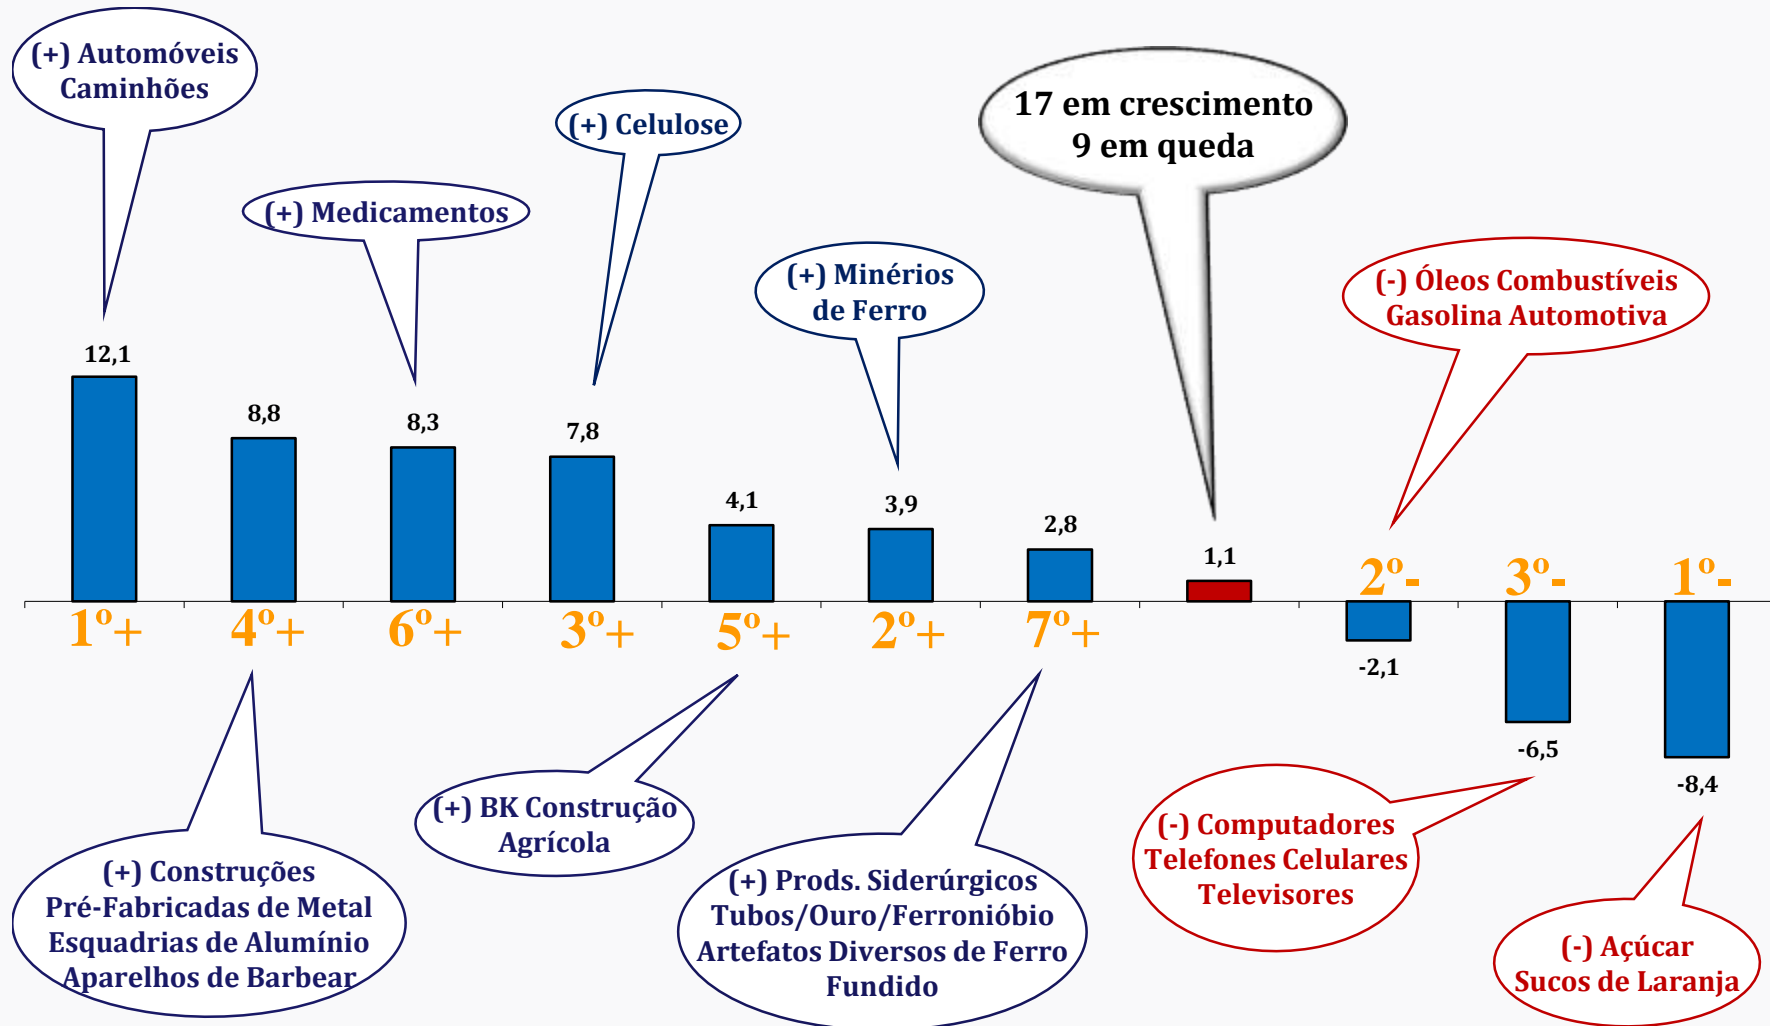 (+) Automóveis
Caminhões
(+) Medicamentos
(+) Celulose
(+) Minérios
de Ferro
17 em crescimento
9 em queda
(-) Óleos Combustíveis
Gasolina Automotiva
12,1
8,8
8,3
7,8
4,1
3,9
2,8
1,1
1º+
4º+
6º+
3º+
5º+
2º+
7º+
2º-
3º-
1º-
-2,1
-6,5
-8,4
(+) Construções
Pré-Fabricadas de Metal
Esquadrias de Alumínio
Aparelhos de Barbear
(+) BK Construção
Agrícola
(+) Prods. Siderúrgicos
Tubos/Ouro/Ferronióbio
Artefatos Diversos de Ferro
Fundido
(-) Computadores
Telefones Celulares
Televisores
(-) Açúcar
Sucos de Laranja